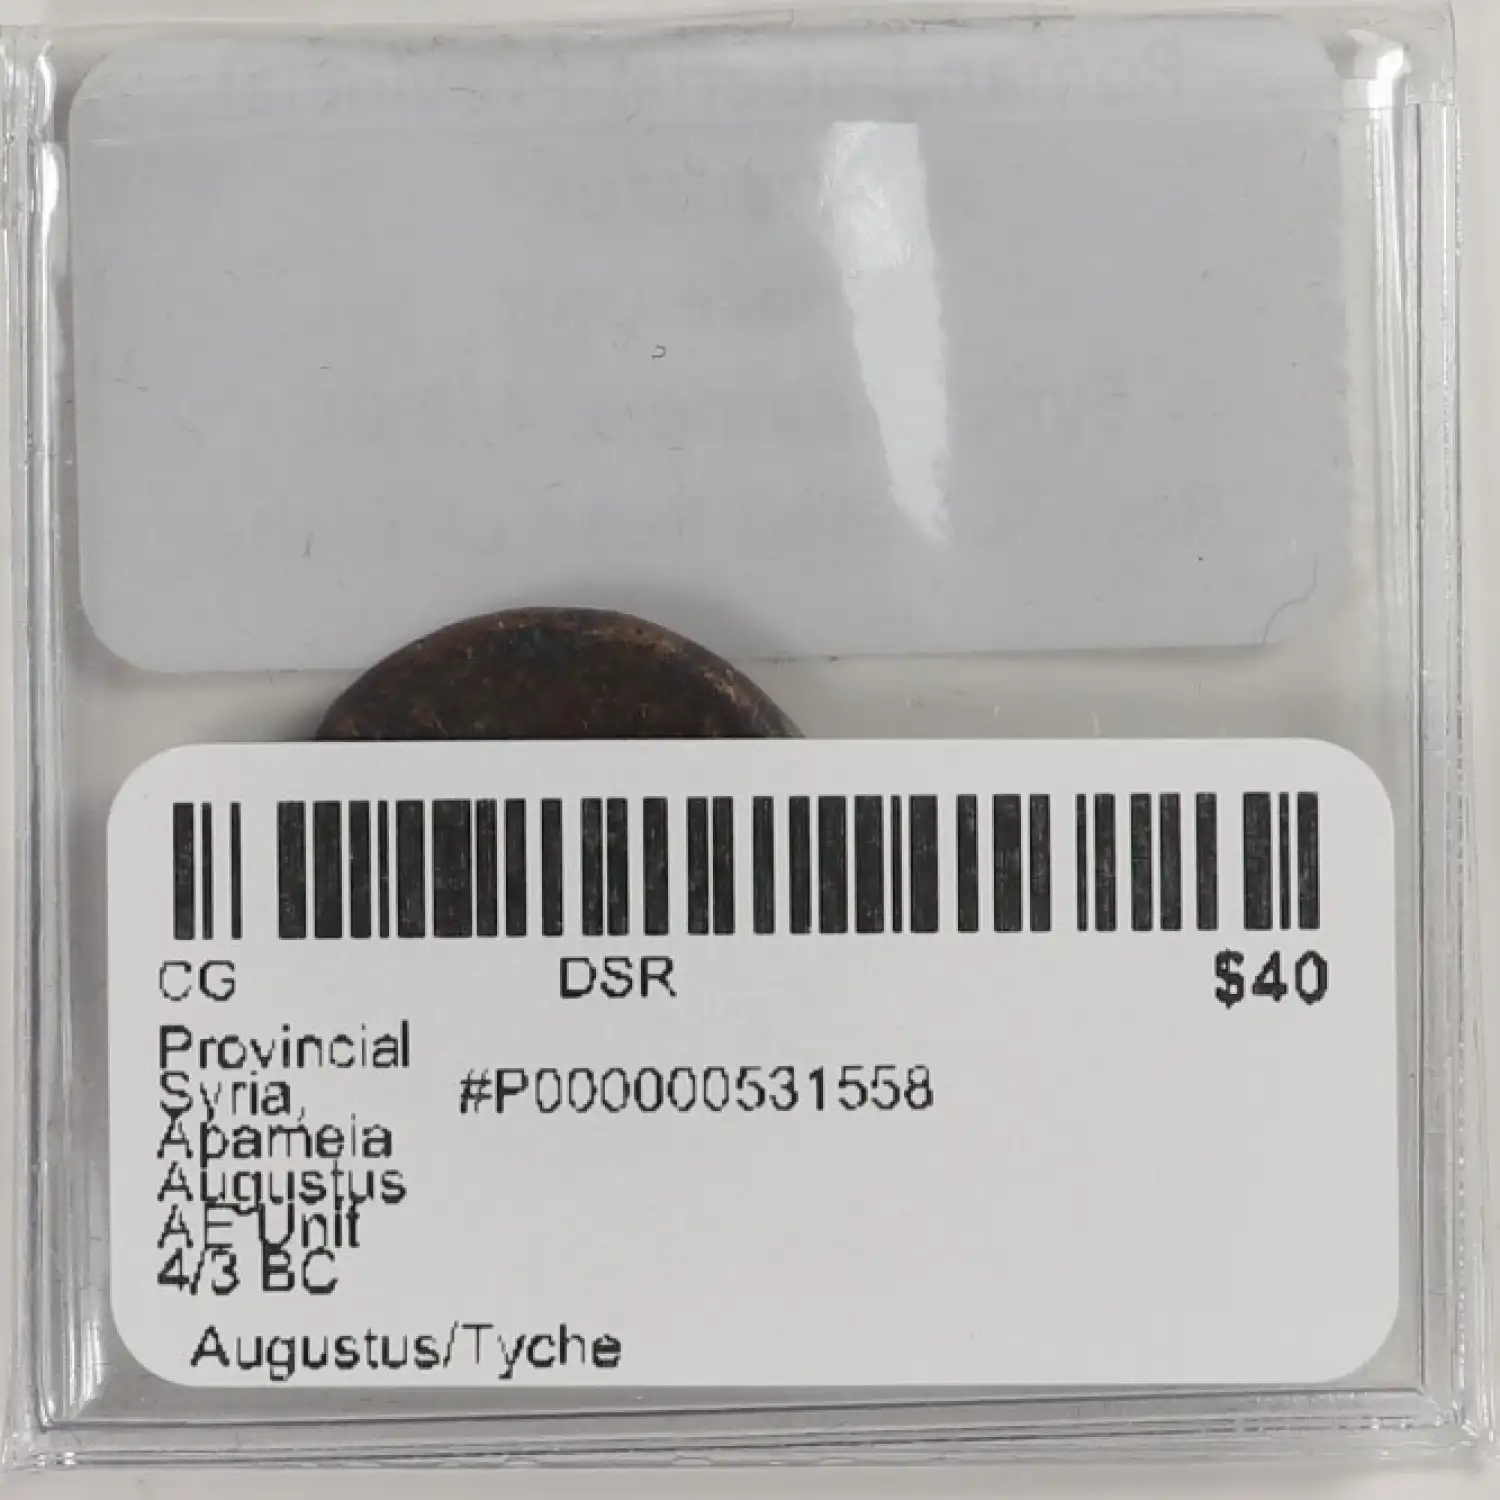 CG DSR $40
Provincial
Syria, #P000000531558
Apameia
Augustus
AE Unit
4/3 BC
Augustus/Tyche